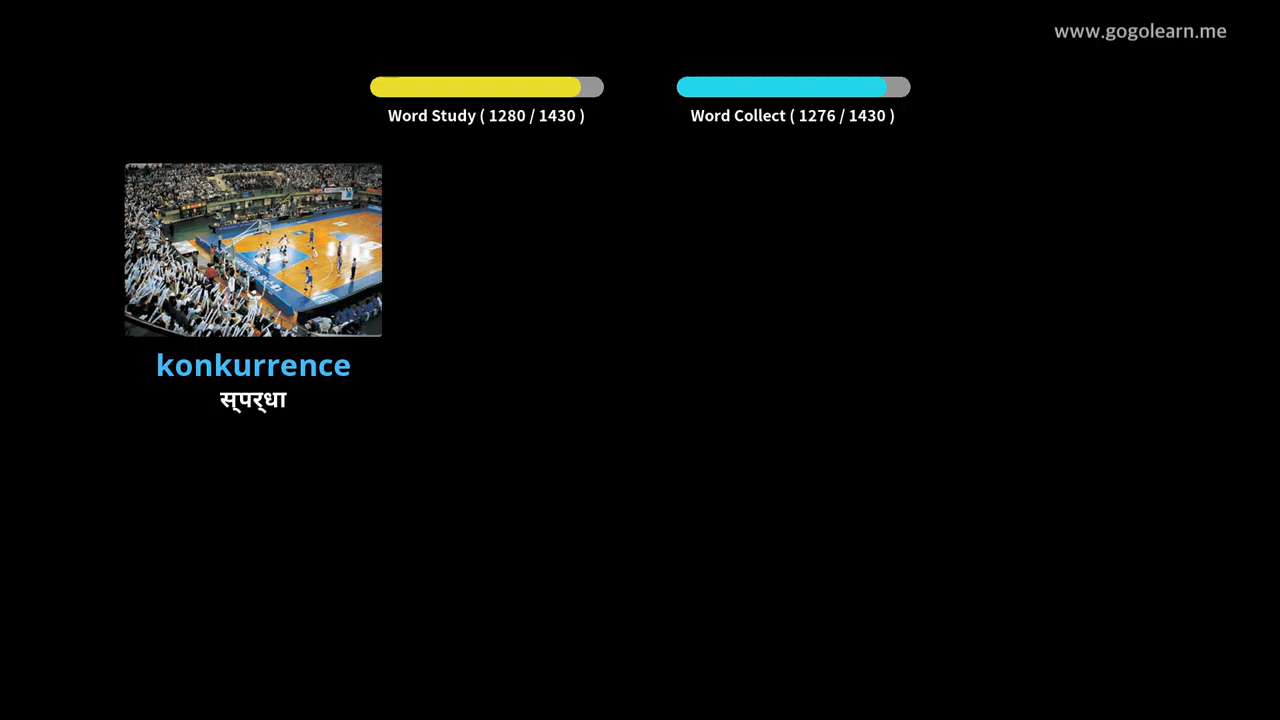 www.gogolearn.me
Word Study ( 1280 / 1430 )
Word Collect ( 1276 / 1430 )
konkurrence
स्पर्धा